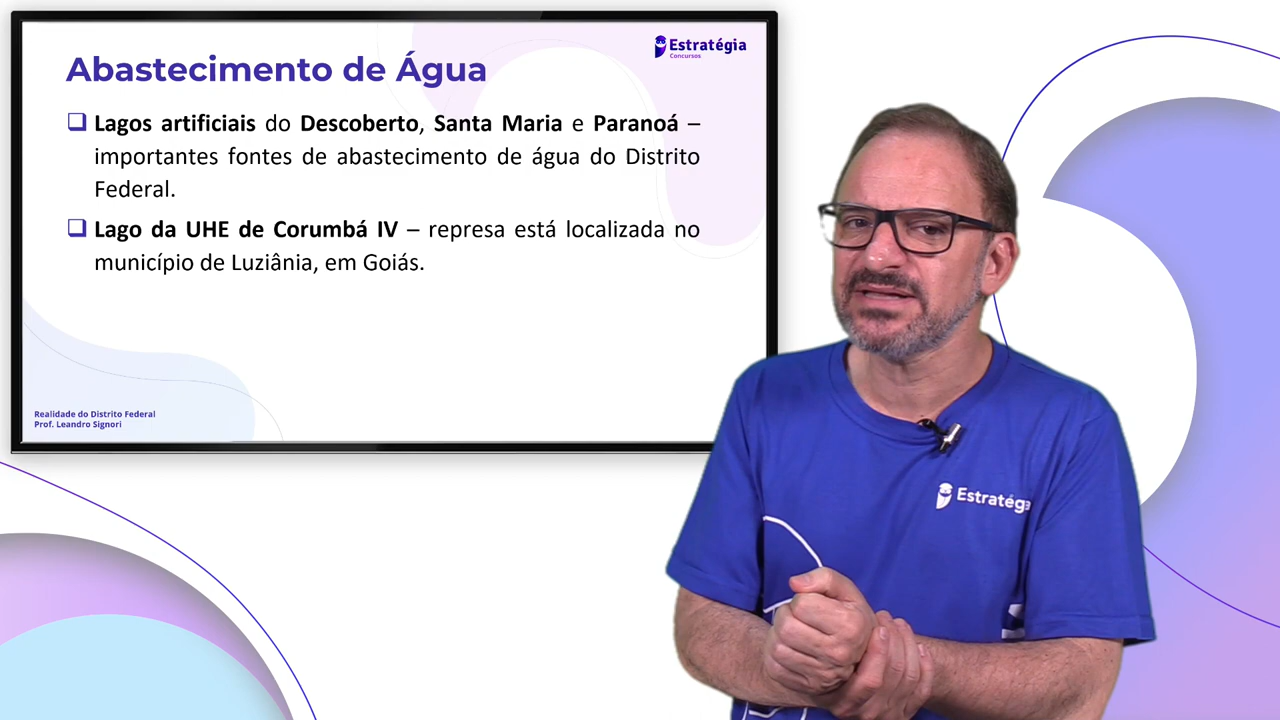 Estratégia
Concursos
Abastecimento de Água
❑ Lagos artificiais do Descoberto, Santa Maria e Paranoá –
importantes fontes de abastecimento de água do Distrito
Federal.
❑ Lago da UHE de Corumbá IV – represa está localizada no
município de Luziânia, em Goiás.
Realidade do Distrito Federal
Prof. Leandro Signori
Estratégia